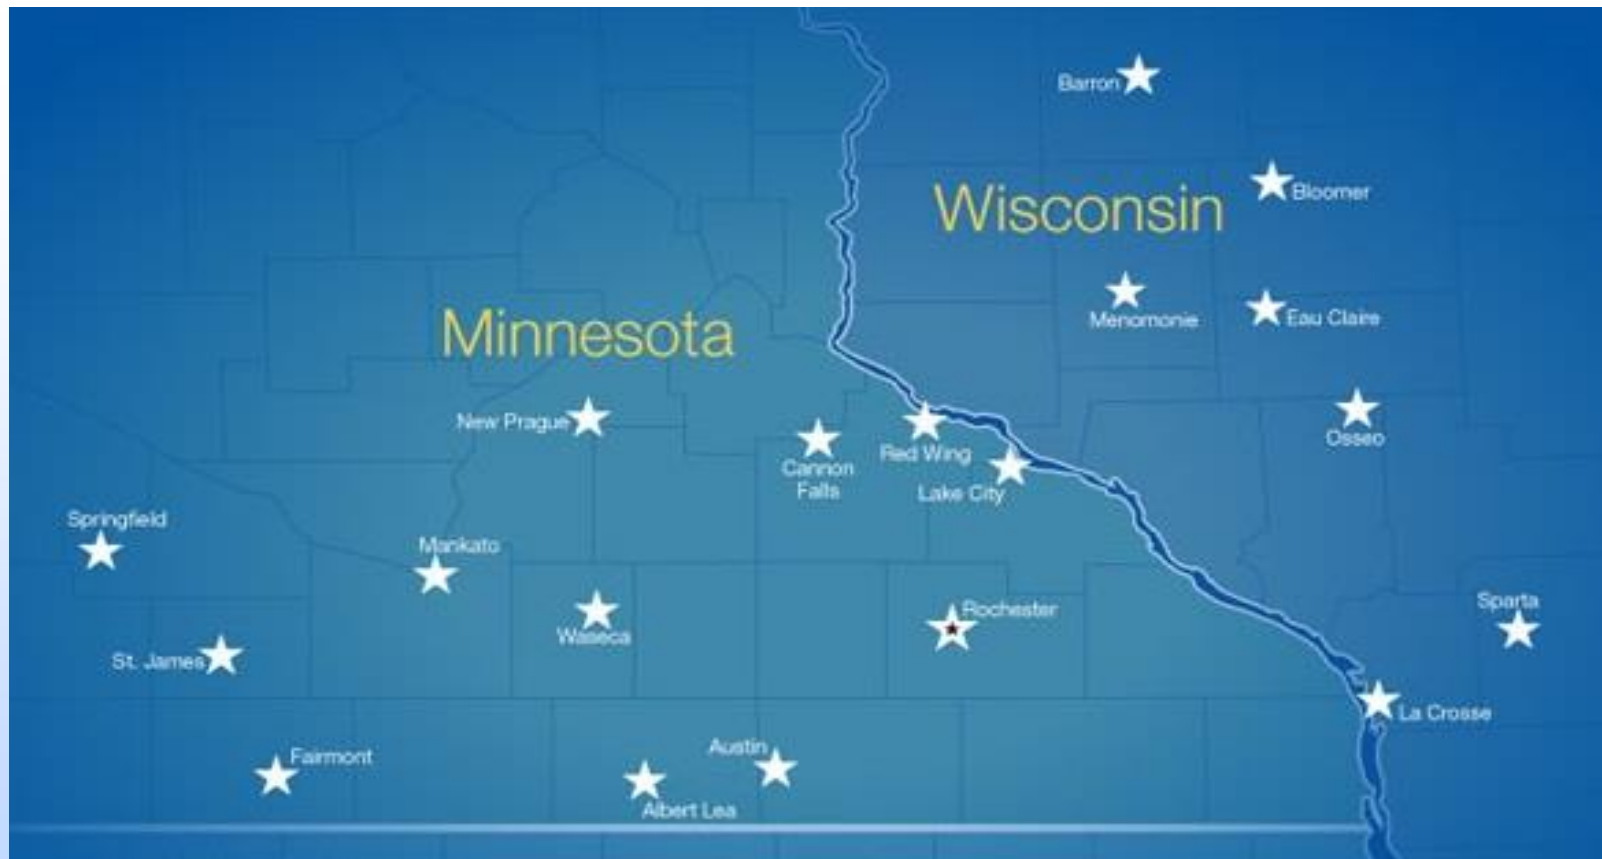 Barron
Bloomer
Wisconsin
Menomonie
Eau Claire
Minnesota
New Prague
Cannon
Falls
Red Wing
Lake City
Osseo
Springfield
Mankato
Waseca
Rochester
Sparta
St. James
La Crosse
Fairmont
Austin
Albert Lea